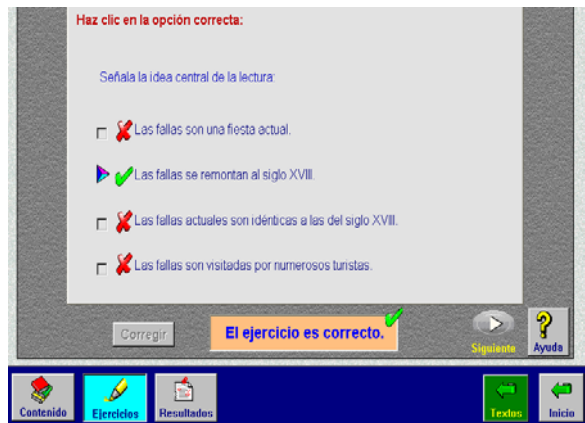 Haz clic en la opción correcta:
Señala la idea central de la lectura:
Las fallas son una fiesta actual.
Las fallas se remontan al siglo XVIII.
Las fallas actuales son idénticas a las del siglo XVIII.
Las fallas son visitadas por numerosos turistas.
Corregir
El ejercicio es correcto.
Siguiente
Ayuda
Contenido
Ejercicios
Resultados
Textos
Inicio